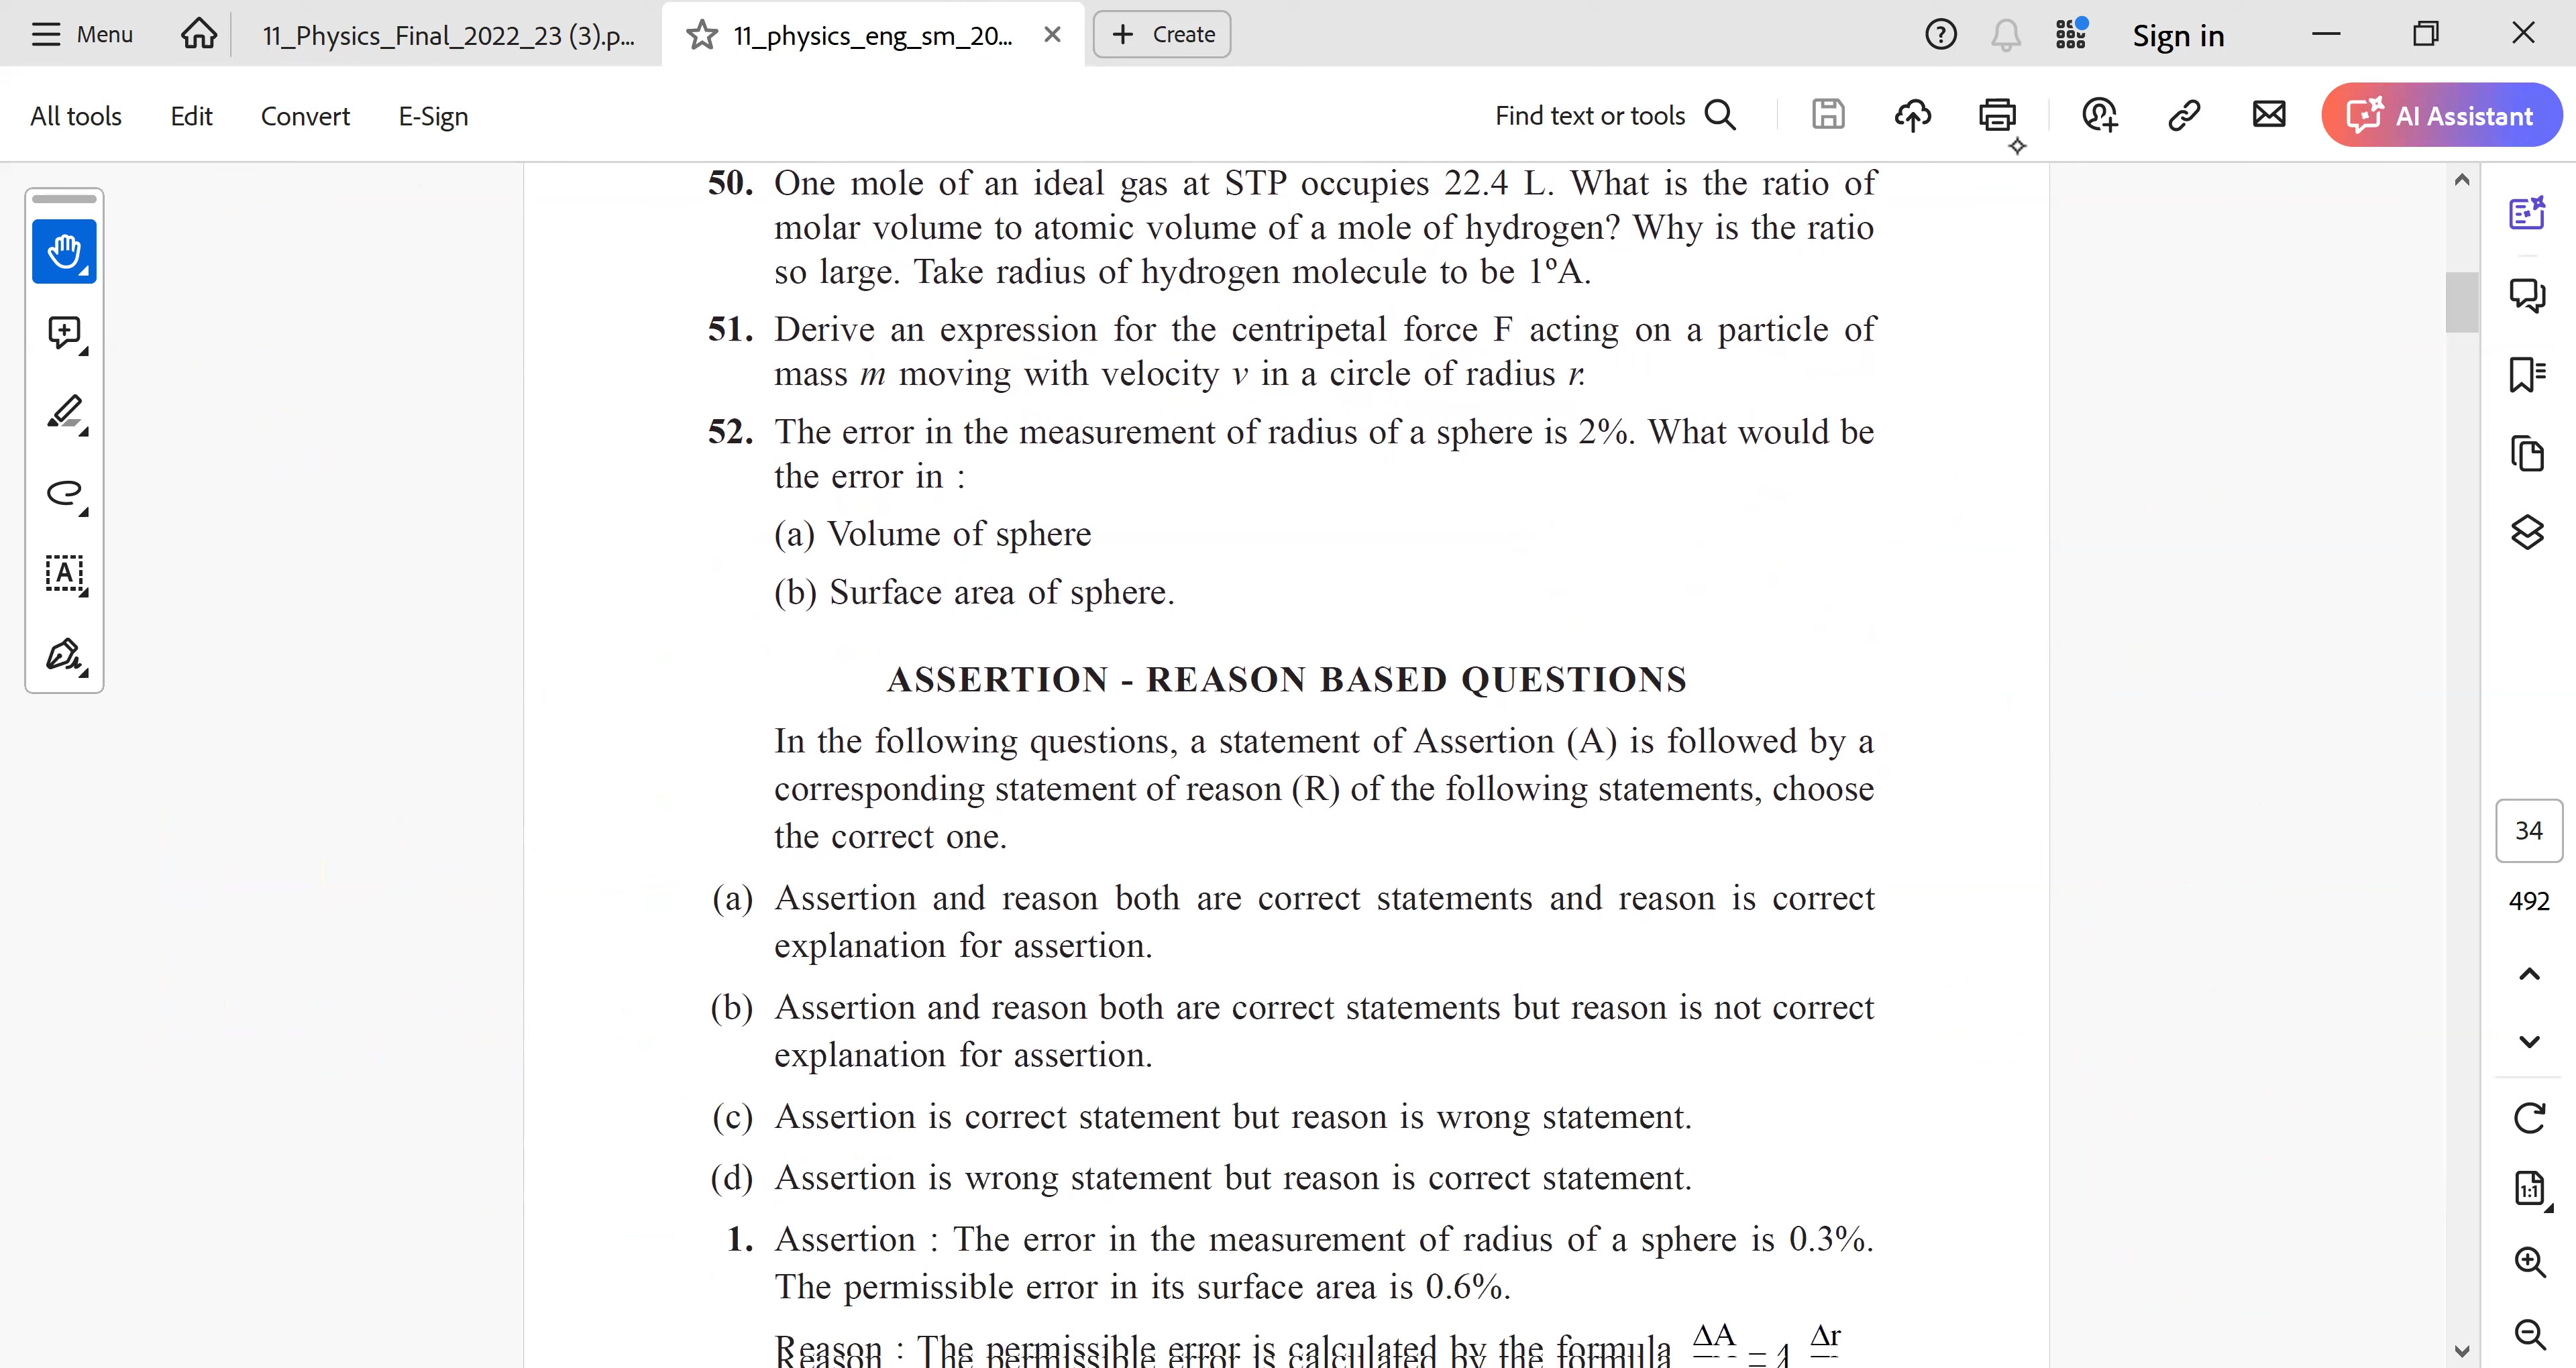 Menu
11_Physics_Final_2022_23 (3).p...
11_physics_eng_sm_20...
Create
Sign in
All tools
Edit
Convert
E-Sign
Find text or tools
AI Assistant
50. One mole of an ideal gas at STP occupies 22.4 L. What is the ratio of
molar volume to atomic volume of a mole of hydrogen? Why is the ratio
so large. Take radius of hydrogen molecule to be 1ºA.
51. Derive an expression for the centripetal force F acting on a particle of
mass m moving with velocity v in a circle of radius r.
52. The error in the measurement of radius of a sphere is 2%. What would be
the error in :
(a) Volume of sphere
(b) Surface area of sphere.
ASSERTION - REASON BASED QUESTIONS
In the following questions, a statement of Assertion (A) is followed by a
corresponding statement of reason (R) of the following statements, choose
the correct one.
(a) Assertion and reason both are correct statements and reason is correct
explanation for assertion.
(b) Assertion and reason both are correct statements but reason is not correct
explanation for assertion.
(c) Assertion is correct statement but reason is wrong statement.
(d) Assertion is wrong statement but reason is correct statement.
1. Assertion : The error in the measurement of radius of a sphere is 0.3%.
The permissible error in its surface area is 0.6%.
Reason : The permissible error is calculated by the formula ΔA = 4 Δr
34
492
1:1